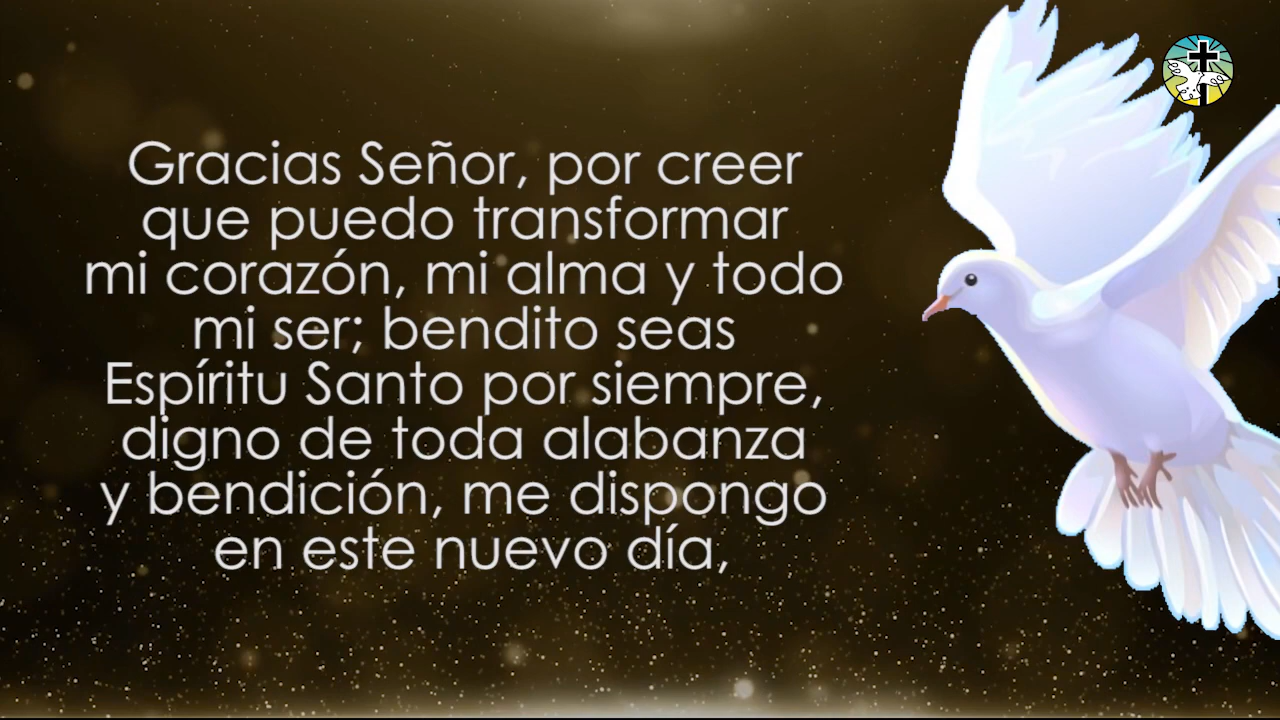 Gracias Señor, por creer
que puedo transformar
mi corazón, mi alma y todo
mi ser; bendito seas
Espíritu Santo por siempre,
digno de toda alabanza
y bendición, me dispongo
en este nuevo día,